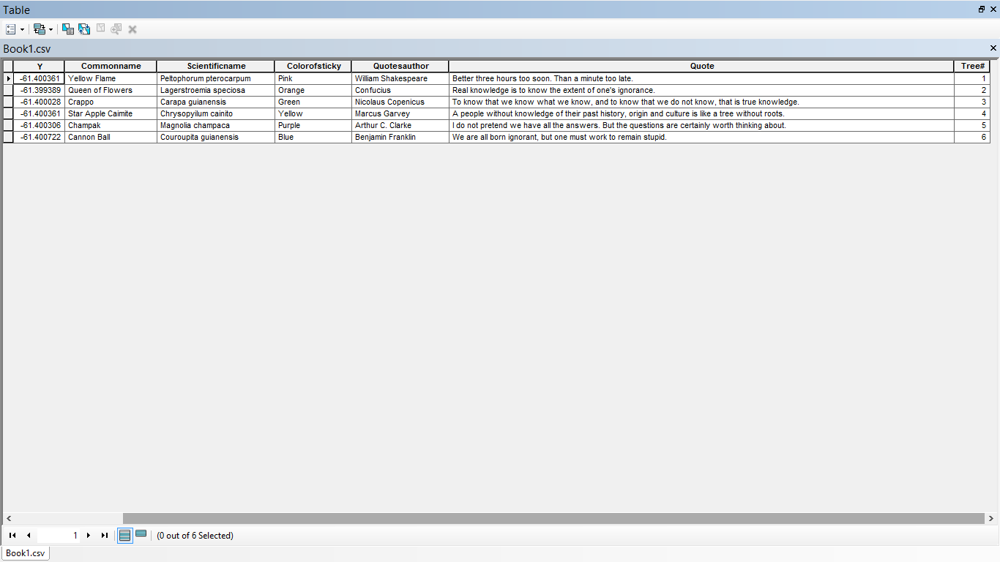 Table
Book1.csv
Y Commonname Scientificname Colorofsticky Quotesauthor Quote Tree#
-61.400361 Yellow Flame Peltophorum pterocarpum Pink William Shakespeare Better three hours too soon. Than a minute too late. 1
-61.399389 Queen of Flowers Lagerstroemia speciosa Orange Confucius Real knowledge is to know the extent of one's ignorance. 2
-61.400028 Crappo Carapa guianensis Green Nicolaus Copenicus To know that we know what we know, and to know that we do not know, that is true knowledge. 3
-61.400361 Star Apple Caimite Chrysopyilum cainito Yellow Marcus Garvey A people without knowledge of their past history, origin and culture is like a tree without roots. 4
-61.400306 Champak Magnolia champaca Purple Arthur C. Clarke I do not pretend we have all the answers. But the questions are certainly worth thinking about. 5
-61.400722 Cannon Ball Couroupita guianensis Blue Benjamin Franklin We are all born ignorant, but one must work to remain stupid. 6
1 (0 out of 6 Selected)
Book1.csv